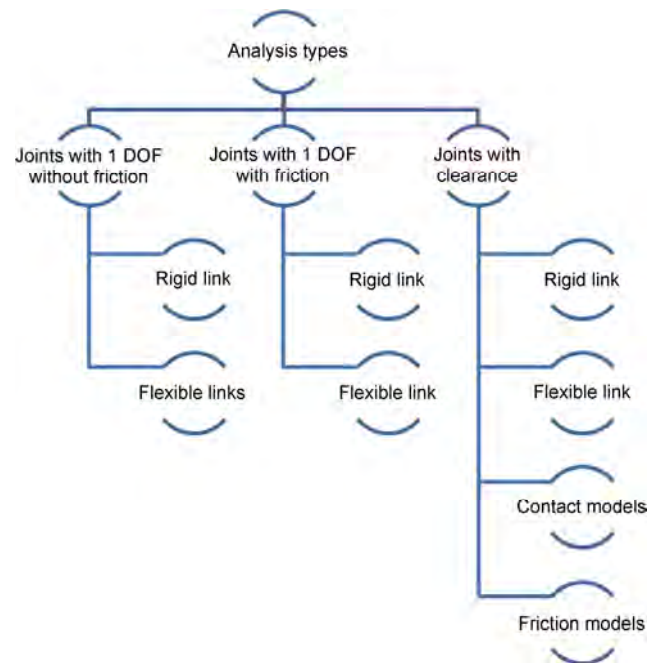 Analysis types
Joints with 1 DOF
without friction
Joints with 1 DOF
with friction
Joints with
clearance
Rigid link
Rigid link
Rigid link
Flexible links
Flexible link
Flexible link
Contact models
Friction models